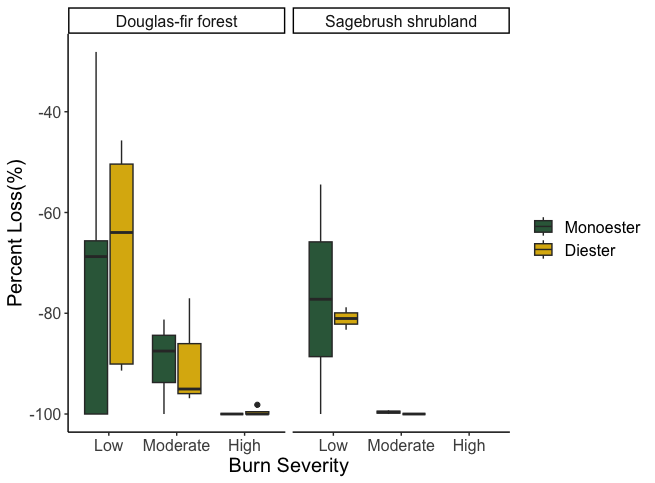 Douglas-fir forest
Sagebrush shrubland
Percent Loss(%)
-40
-60
-80
-100
Low
Moderate
High
Low
Moderate
High
Burn Severity
Monoester
Diester